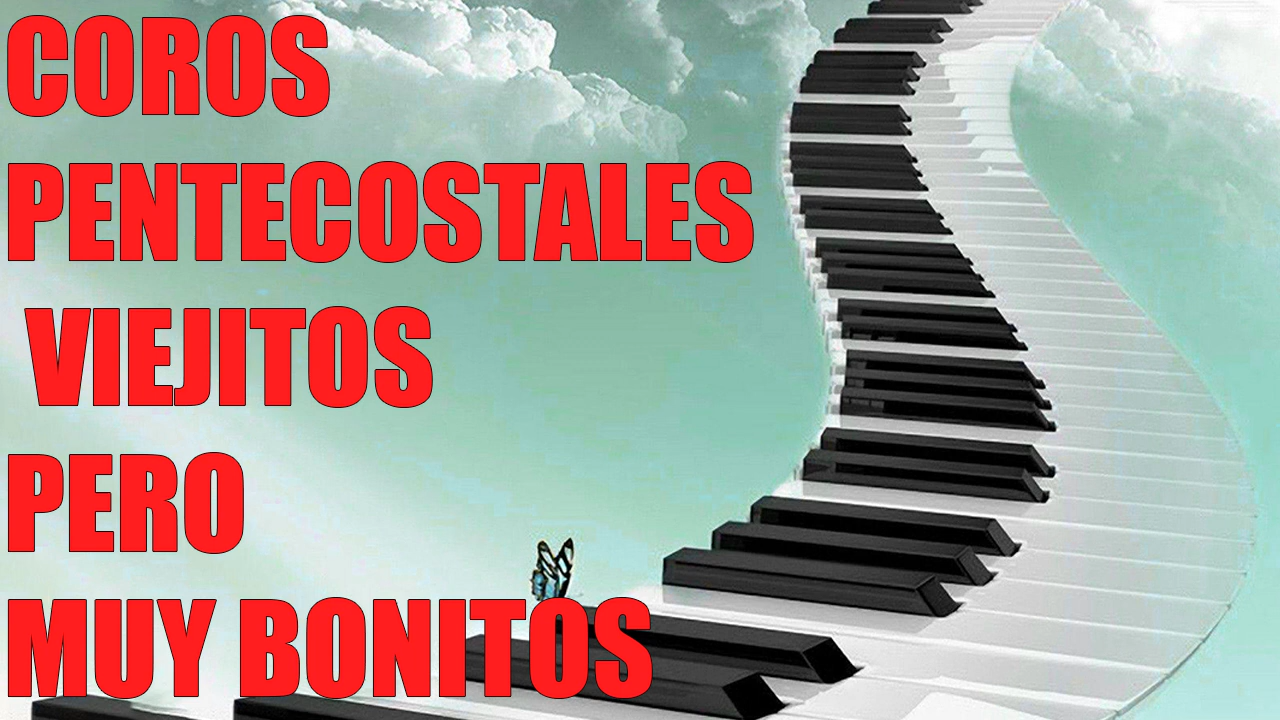 COROS
PENTECOSTALES
VIEJITOS
PERO
MUY BONITOS